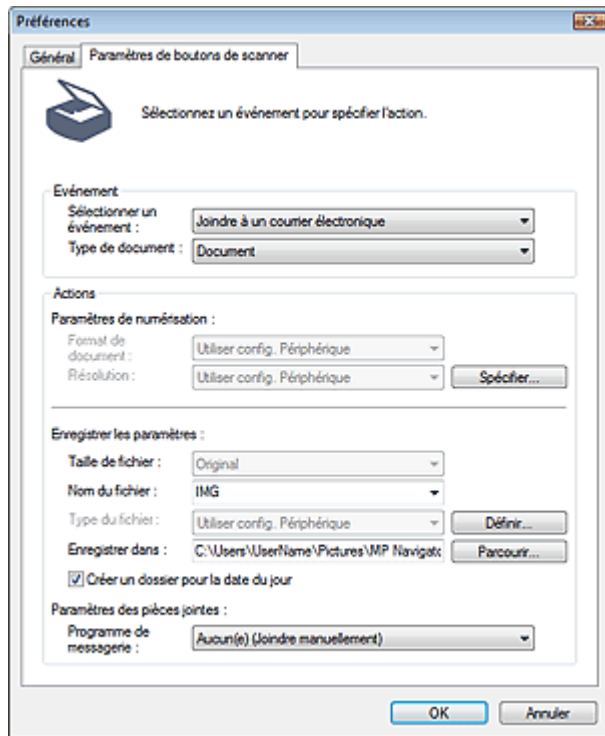 Préférences
Général
Paramètres de boutons de scanner
Sélectionnez un événement pour spécifier l'action.
Evénement
Sélectionner un
événement :
Joindre à un courrier électronique
Type de document :
Document
Actions
Paramètres de numérisation :
Format de
document :
Utiliser config. Périphérique
Résolution :
Utiliser config. Périphérique
Spécifier...
Enregistrer les paramètres :
Taille de fichier :
Original
Nom du fichier :
IMG
Type du fichier :
Utiliser config. Périphérique
Définir...
Enregistrer dans :
C:\Users\UserName\Pictures\MP Navigatc
Parcourir...
Créer un dossier pour la date du jour
Paramètres des pièces jointes :
Programme de
messagerie :
Aucun(e) (Joindre manuellement)
OK
Annuler